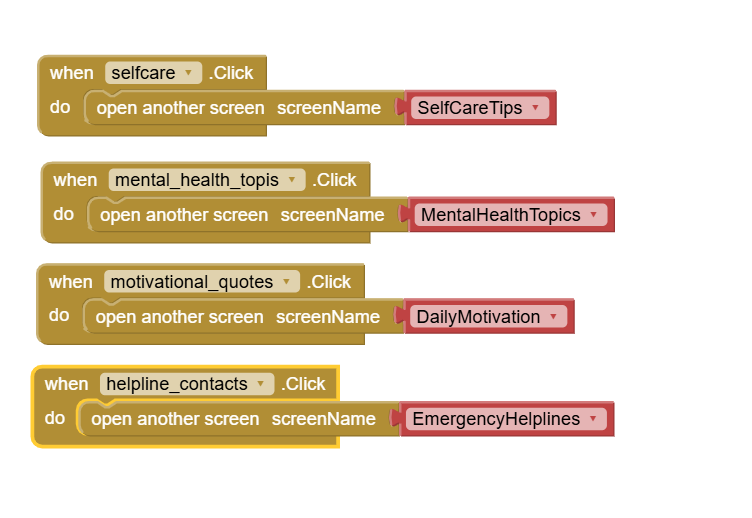 when selfcare .Click
do open another screen screenName SelfCareTips
when mental_health_topis .Click
do open another screen screenName MentalHealthTopics
when motivational_quotes .Click
do open another screen screenName DailyMotivation
when helpline_contacts .Click
do open another screen screenName EmergencyHelplines